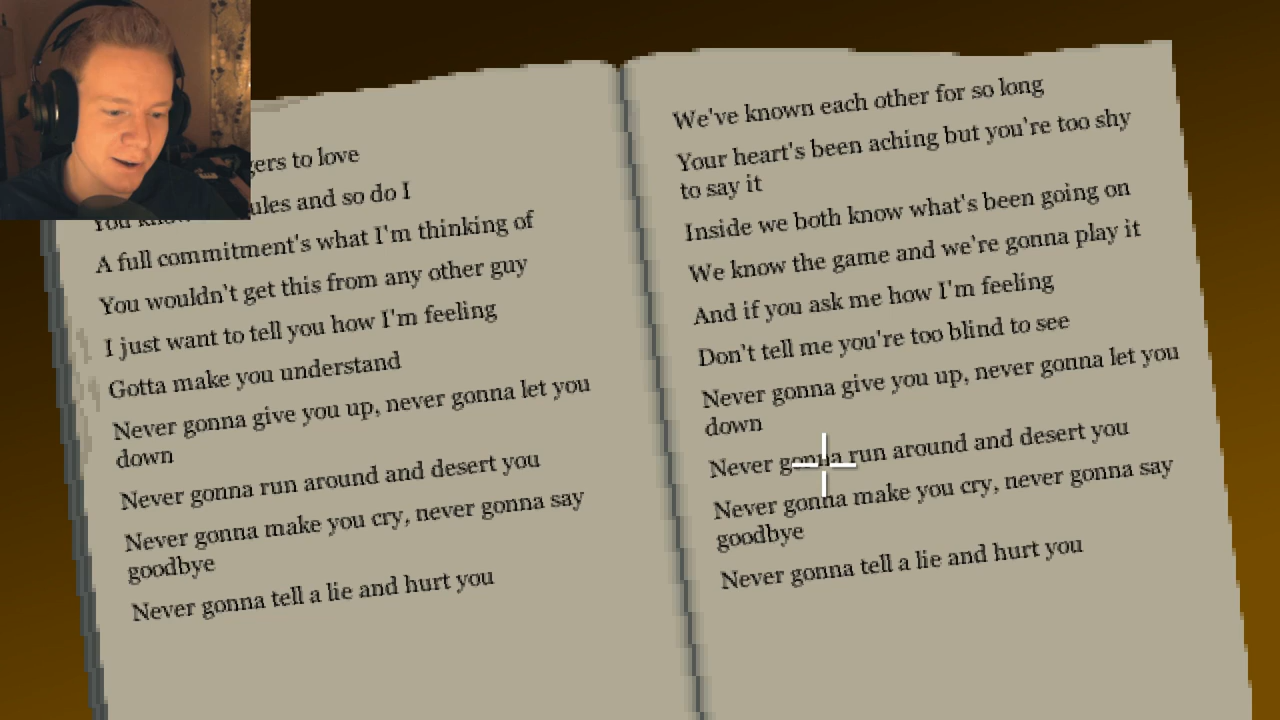 to love
and so do I
A full commitment's what I'm thinking of
You wouldn't get this from any other guy
I just want to tell you how I'm feeling
Gotta make you understand
Never gonna give you up, never gonna let you
down
Never gonna run around and desert you
Never gonna make you cry, never gonna say
goodbye
Never gonna tell a lie and hurt you
We've known each other for so long
Your heart's been aching but you're too shy
to say it
Inside we both know what's been going on
We know the game and we're gonna play it
And if you ask me how I'm feeling
Don't tell me you're too blind to see
Never gonna give you up, never gonna let you
down
Never gonna run around and desert you
Never gonna make you cry, never gonna say
goodbye
Never gonna tell a lie and hurt you